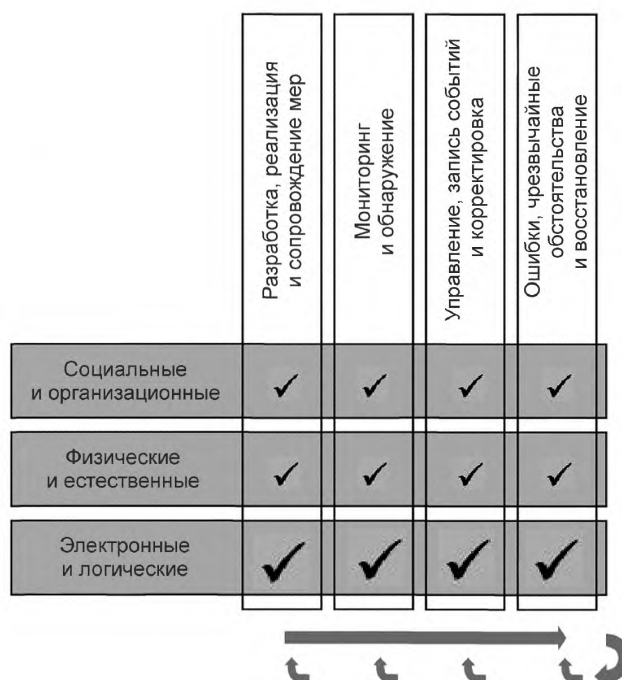 Разработка, реализация
и сопровождение мер
Мониторинг
и обнаружение
Управление, запись событий
и корректировка
Ошибки, чрезвычайные
обстоятельства
и восстановление
Социальные
и организационные
Физические
и естественные
Электронные
и логические